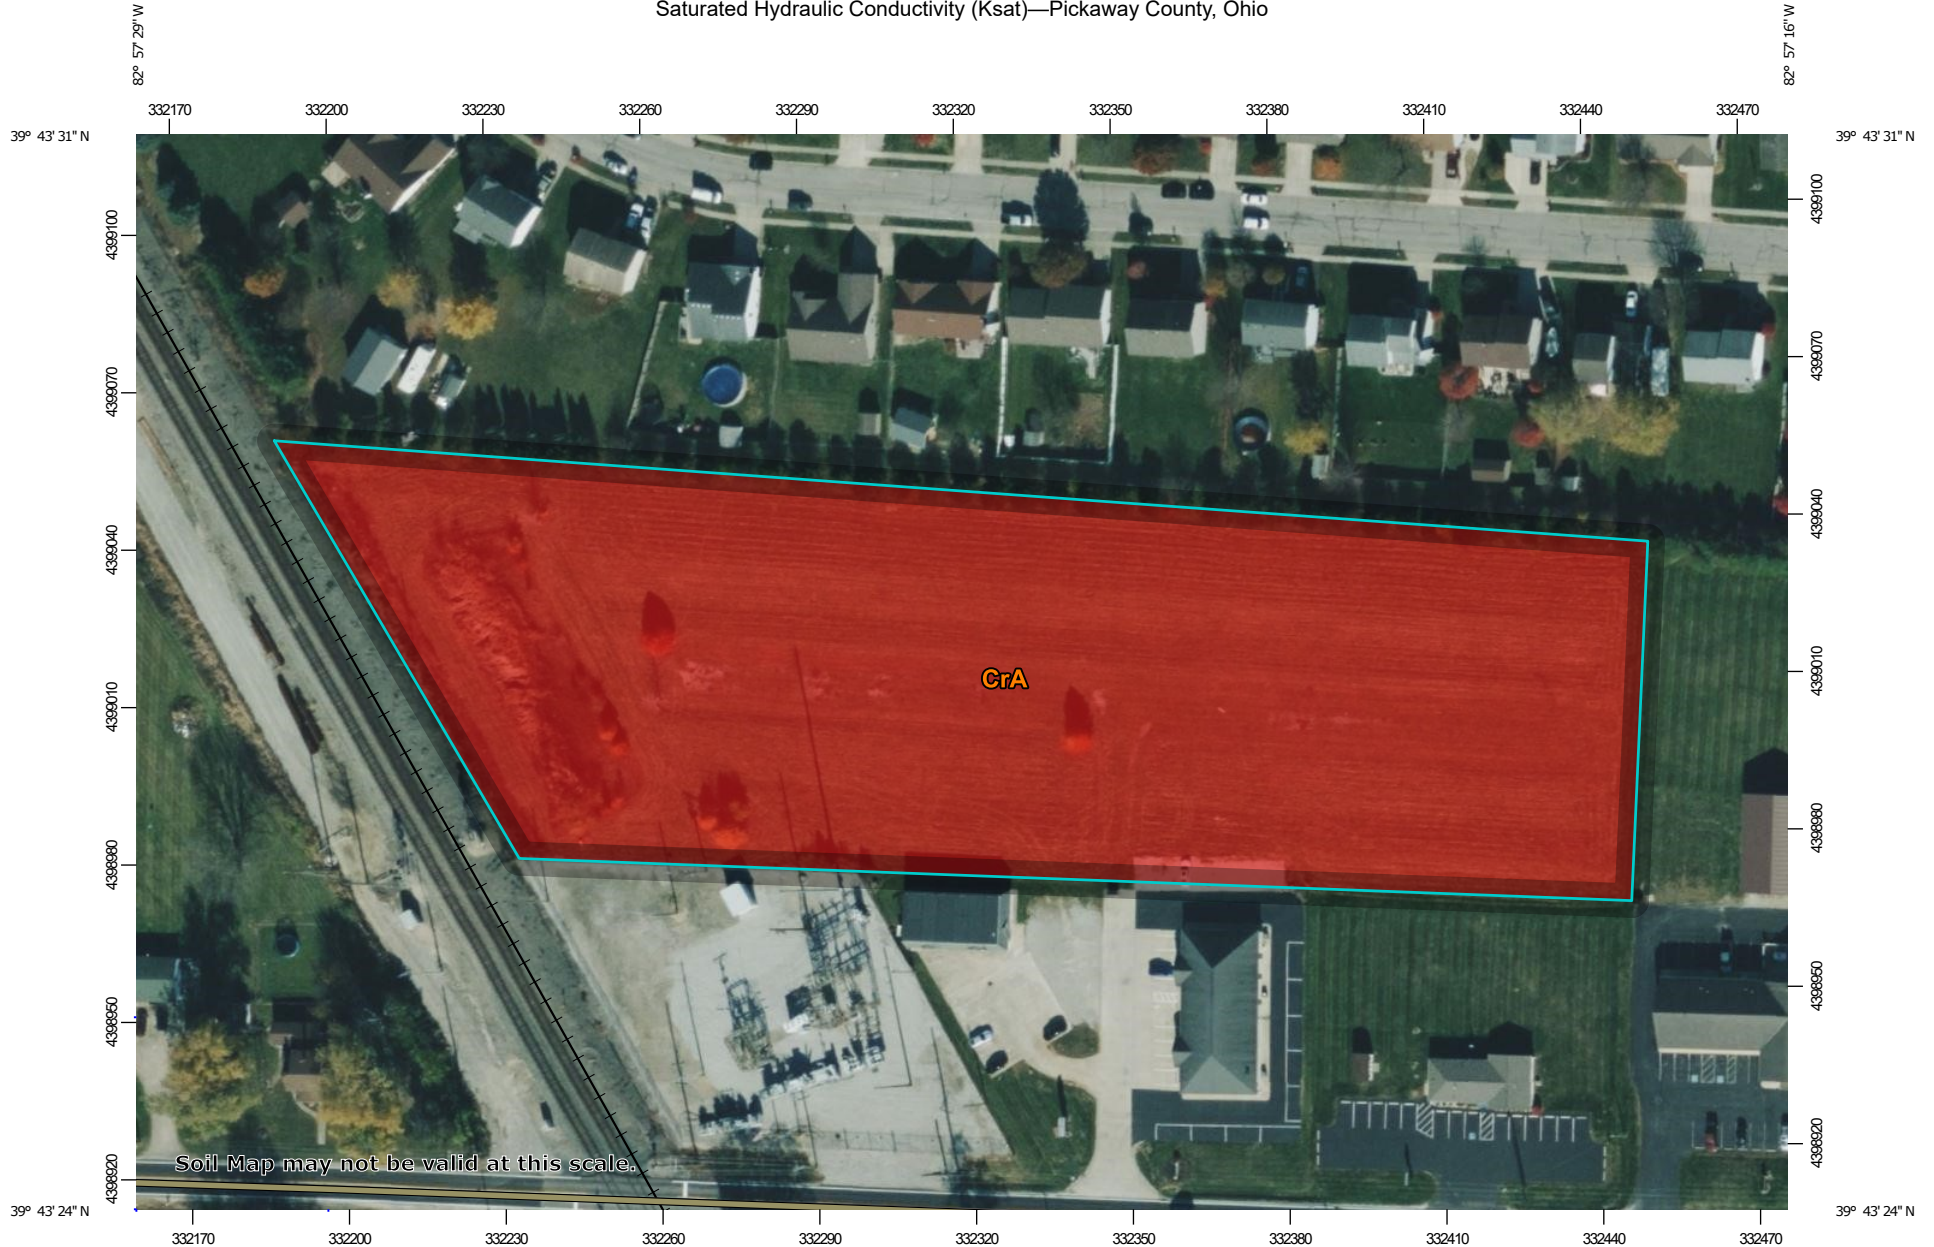 Saturated Hydraulic Conductivity (Ksat)—Pickaway County, Ohio
82° 57' 29'' W
82° 57' 16'' W
332170 332200 332230 332260 332290 332320 332350 332380 332410 332440 332470
39° 43' 31'' N
39° 43' 31'' N
4399100
4399100
4399070
4399070
4399040
4399040
4399010
4399010
CrA
4398980
4398980
4398950
4398950
4398920
4398920
Soil Map may not be valid at this scale.
39° 43' 24'' N
39° 43' 24'' N
332170 332200 332230 332260 332290 332320 332350 332380 332410 332440 332470